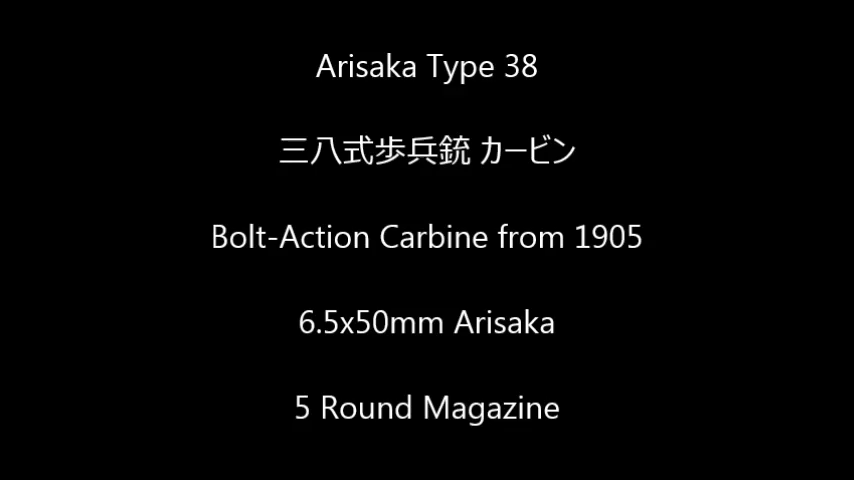 Arisaka Type 38
三八式歩兵銃 カービン
Bolt-Action Carbine from 1905
6.5x50mm Arisaka
5 Round Magazine